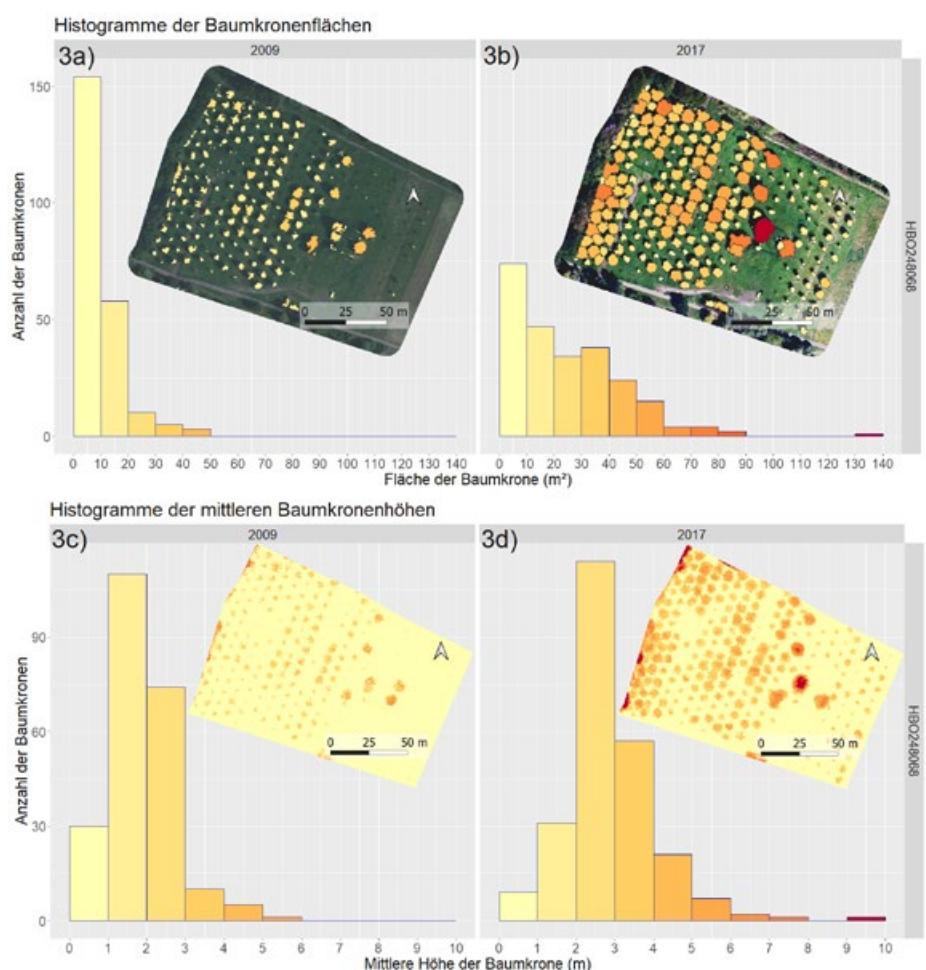 Histogramme der Baumkronenflächen
3a)
2009
3b)
2017
150
100
50
0
Anzahl der Baumkronen
0 25 50 m
0 25 50 m
HBO248068
0 10 20 30 40 50 60 70 80 90 100 110 120 130 140
0 10 20 30 40 50 60 70 80 90 100 110 120 130 140
Fläche der Baumkrone (m²)
Histogramme der mittleren Baumkronenhöhen
3c)
2009
3d)
2017
90
60
30
0
Anzahl der Baumkronen
0 25 50 m
0 25 50 m
HBO248068
0 1 2 3 4 5 6 7 8 9 10
0 1 2 3 4 5 6 7 8 9 10
Mittlere Höhe der Baumkrone (m)